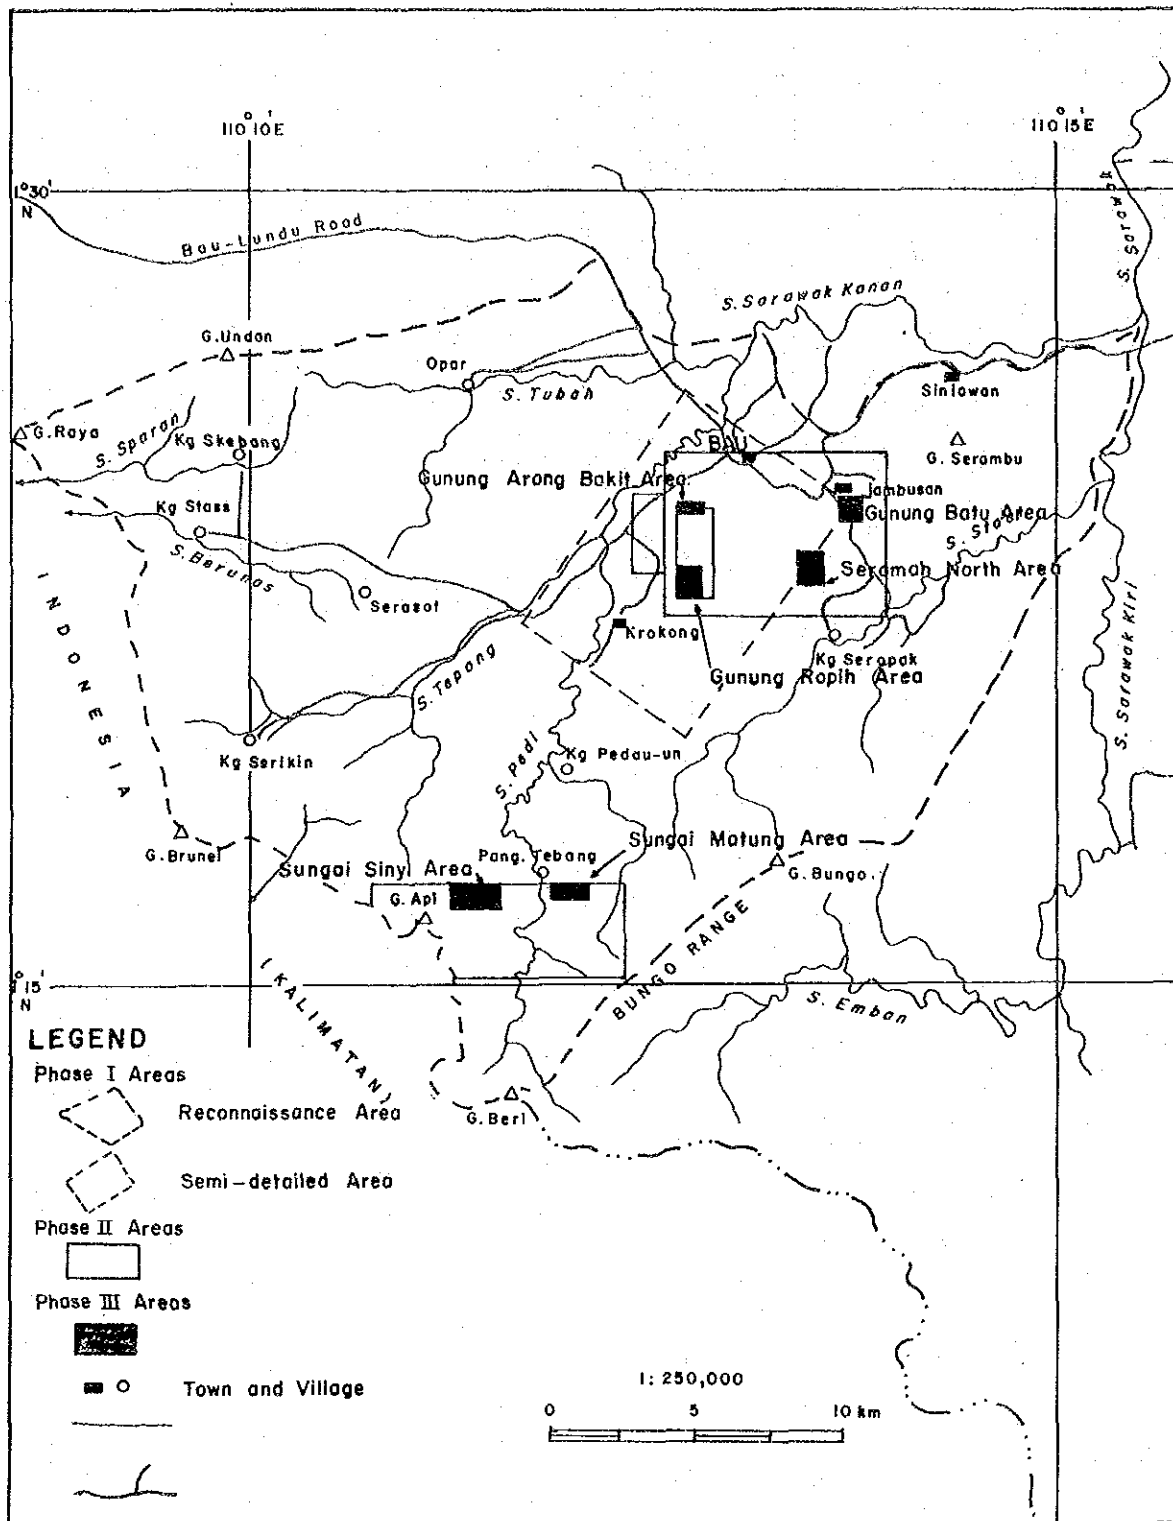 110°10'E
110°15'E
1°30'
N
Bau-Lundu Road
S. Sarawak
S. Sarawak Kanan
G. Undan
Opar
S. Tubah
Siniawan
G. Raya
S. Sparan
Kg Skebang
BAU
G. Serambu
Gunung Arong Bakit Area
Jambusan
Kg Stass
Gunung Batu Area
S. Staat
S. Berunas
Seramah North Area
INDONESIA
Serasot
Krokong
Kg Serapak
Gunung Ropih Area
S. Tepang
S. Sarawak Kiri
Kg Serikin
S. Pedi
Kg Pedau-un
G. Brunei
Sungai Matung Area
Sungai Siny Area
Pang. Tebang
G. Bungo.
G. Api
BUNGO RANGE
°15'
N
(KALIMATAN)
S. Emban
LEGEND
Phase I Areas
G. Beri
Reconnaissance Area
Semi-detailed Area
Phase II Areas
Phase III Areas
Town and Village
1: 250,000
0 5 10 km